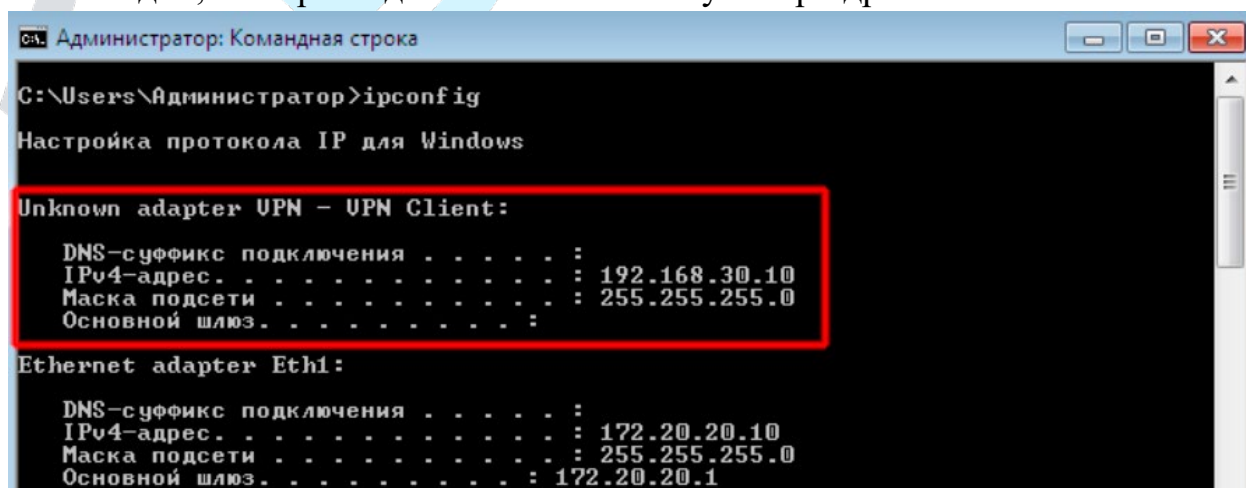 Администратор: Командная строка
C:\Users\Администратор>ipconfig
Настройка протокола IP для Windows
Unknown adapter VPN - VPN Client:
DNS-суффикс подключения . . . . . :
IPv4-адрес. . . . . . . . . . . . : 192.168.30.10
Маска подсети . . . . . . . . . . : 255.255.255.0
Основной шлюз. . . . . . . . . :
Ethernet adapter Eth1:
DNS-суффикс подключения . . . . . :
IPv4-адрес. . . . . . . . . . . . : 172.20.20.10
Маска подсети . . . . . . . . . . : 255.255.255.0
Основной шлюз. . . . . . . . . : 172.20.20.1